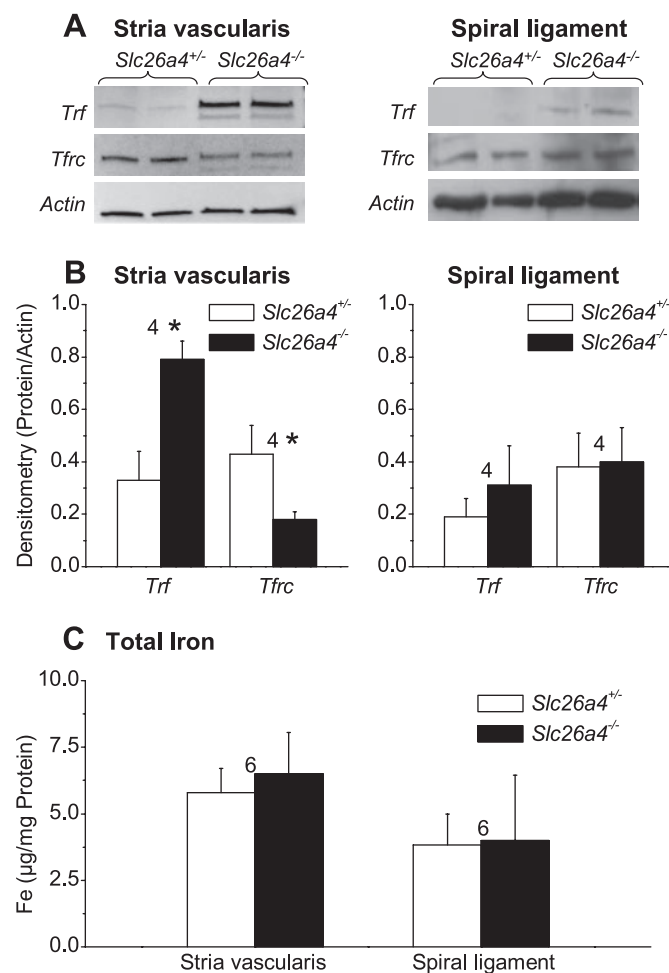 A Stria vascularis Spiral ligament
Slc26a4+/- Slc26a4-/- Slc26a4+/- Slc26a4-/-
Trf Trf
Tfrc Tfrc
Actin Actin
B Stria vascularis Spiral ligament
Densitometry (Protein/Actin)
1.0
0.8
0.6
0.4
0.2
0.0
Slc26a4+/-
Slc26a4-/-
4 *
4 *
Trf Tfrc
1.0
0.8
0.6
0.4
0.2
0.0
Slc26a4+/-
Slc26a4-/-
4
4
Trf Tfrc
C Total Iron
Fe (µg/mg Protein)
10.0
7.5
5.0
2.5
0.0
Slc26a4+/-
Slc26a4-/-
6
6
Stria vascularis Spiral ligament